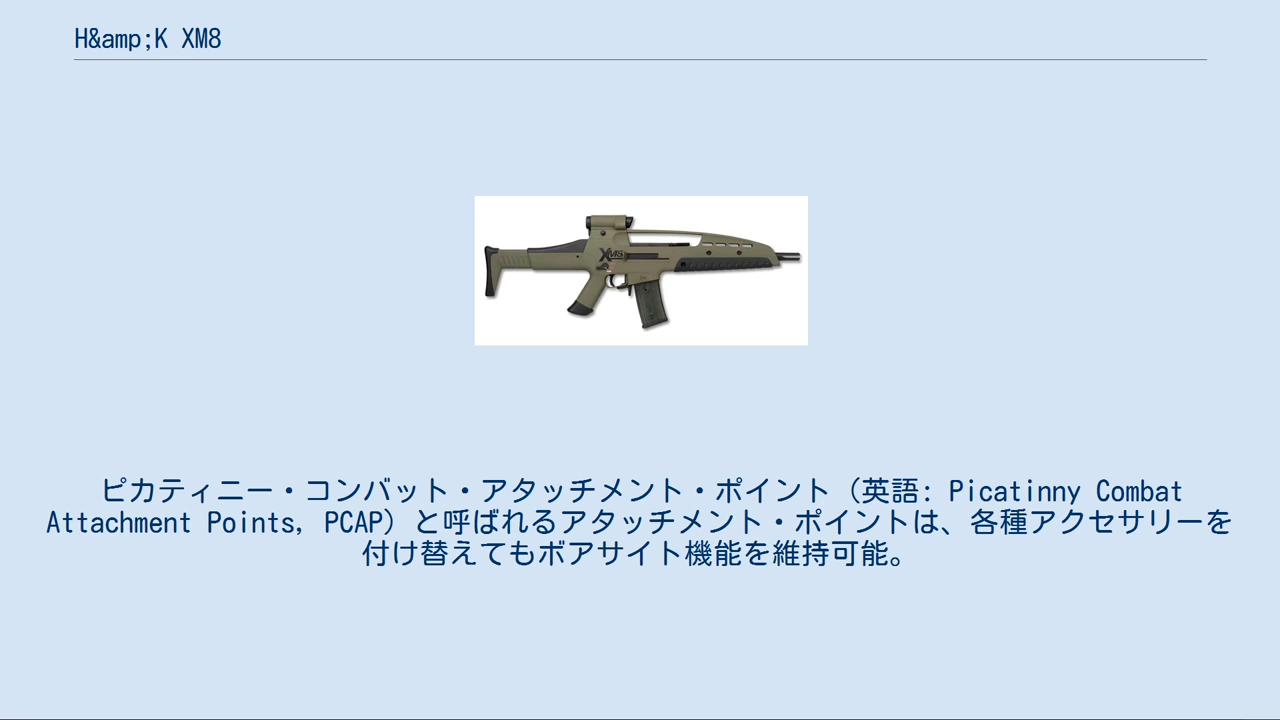 H&amp;K XM8
XM8
ピカティニー・コンバット・アタッチメント・ポイント（英語: Picatinny Combat
Attachment Points, PCAP）と呼ばれるアタッチメント・ポイントは、各種アクセサリーを
付け替えてもボアサイト機能を維持可能。